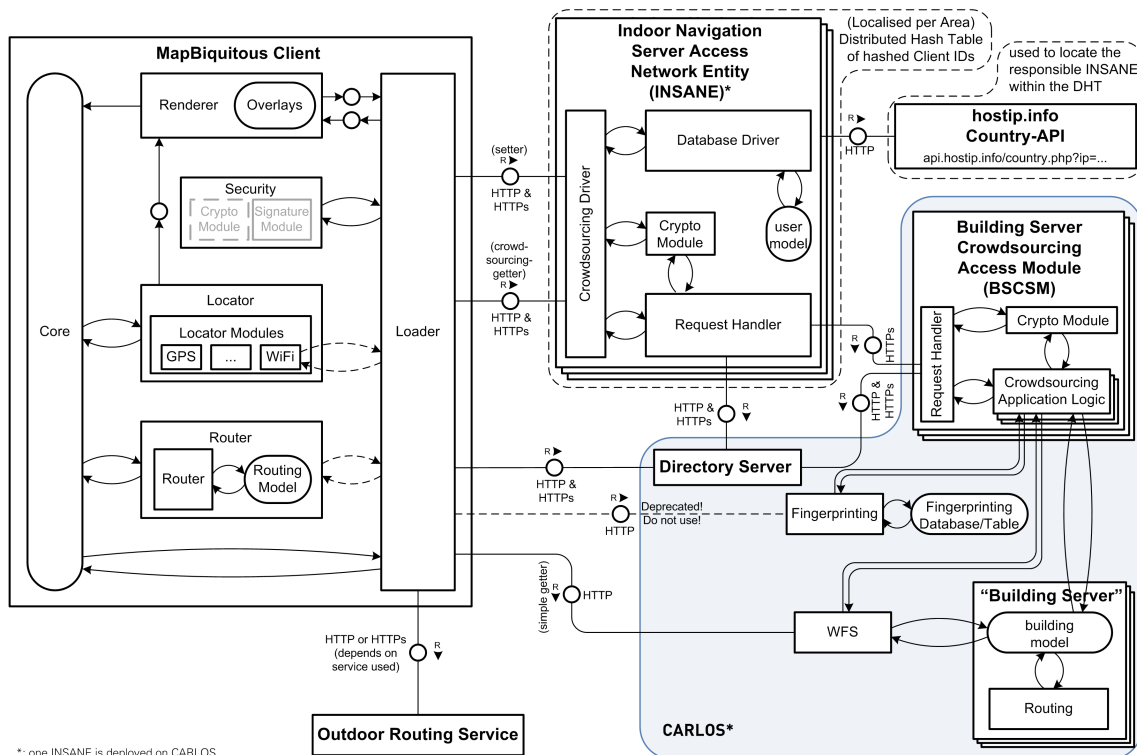 MapBiquitous Client
Core
Renderer
Overlays
Security
Crypto
Module
Signature
Module
Locator
Locator Modules
GPS
...
WiFi
Router
Router
Routing
Model
Loader
(setter)
R
HTTP &
HTTPs
(crowd-
sourcing-
getter)
R
HTTP &
HTTPs
Indoor Navigation
Server Access
Network Entity
(INSANE)*
Crowdsourcing Driver
Database Driver
Crypto
Module
user
model
Request Handler
(Localised per Area)
Distributed Hash Table
of hashed Client IDs
used to locate the
responsible INSANE
within the DHT
R
HTTP
hostip.info
Country-API
api.hostip.info/country.php?ip=...
Building Server
Crowdsourcing
Access Module
(BSCSM)
Request Handler
Crypto Module
Crowdsourcing
Application Logic
R
HTTPs
R
HTTP &
HTTPs
HTTP &
HTTPs
R
R
HTTP &
HTTPs
Directory Server
R
HTTP
Deprecated!
Do not use!
Fingerprinting
Fingerprinting
Database/Table
(simple getter)
R
HTTP
WFS
"Building Server"
building
model
Routing
HTTP or HTTPs
(depends on
service used)
R
Outdoor Routing Service
CARLOS*
*: one INSANE is deployed on CARLOS